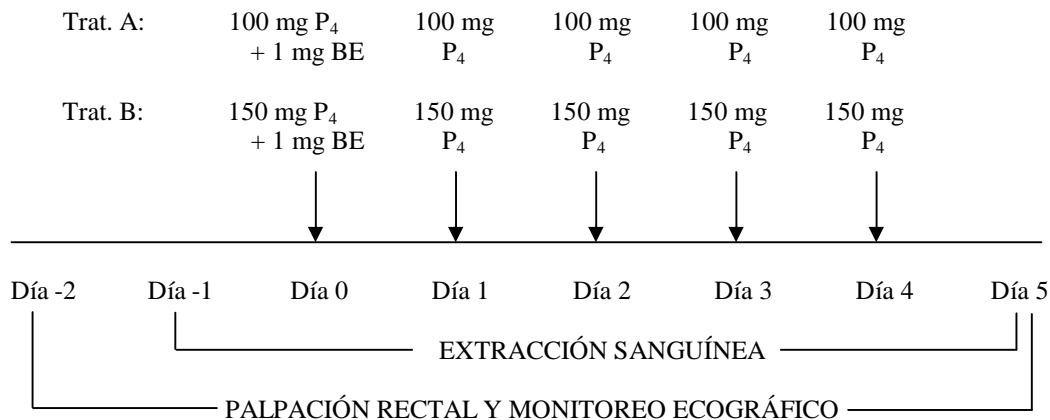 Trat. A: 100 mg P₄ 100 mg 100 mg 100 mg 100 mg
+ 1 mg BE P₄ P₄ P₄ P₄
Trat. B: 150 mg P₄ 150 mg 150 mg 150 mg 150 mg
+ 1 mg BE P₄ P₄ P₄ P₄
Día -2 Día -1 Día 0 Día 1 Día 2 Día 3 Día 4 Día 5
EXTRACCIÓN SANGUÍNEA
PALPACIÓN RECTAL Y MONITOREO ECOGRÁFICO